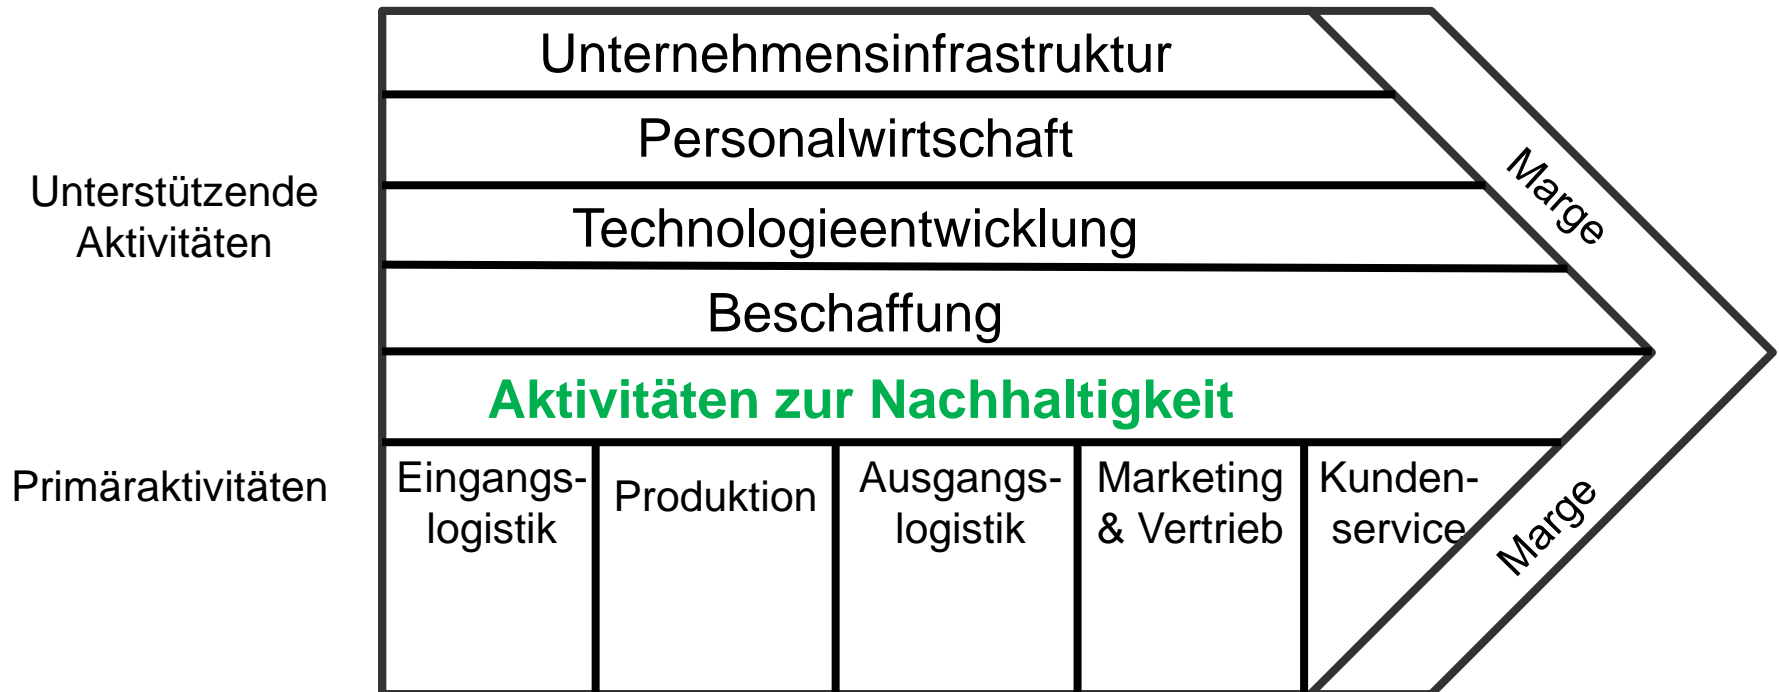 Unternehmensinfrastruktur
Personalwirtschaft
Technologieentwicklung
Beschaffung
Unterstützende
Aktivitäten
Marge
Aktivitäten zur Nachhaltigkeit
Primäraktivitäten
Eingangs-
logistik
Produktion
Ausgangs-
logistik
Marketing
& Vertrieb
Kunden-
service
Marge